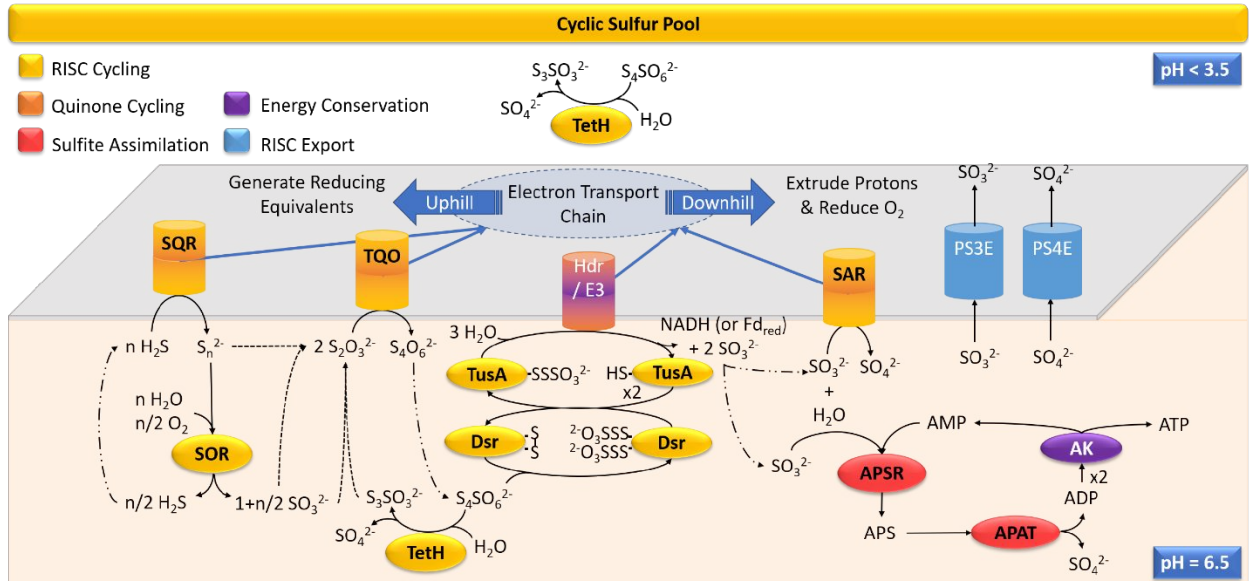 Cyclic Sulfur Pool
RISC Cycling
Quinone Cycling
Sulfite Assimilation
Energy Conservation
RISC Export
pH < 3.5
S₃SO₃²⁻
S₄SO₆²⁻
SO₄²⁻
H₂O
TetH
Generate Reducing
Equivalents
Uphill
Electron Transport
Chain
Downhill
Extrude Protons
& Reduce O₂
SO₃²⁻
SO₄²⁻
SQR
TQO
Hdr
/ E3
SAR
PS3E
PS4E
n H₂S
Sₙ²⁻
2 S₂O₃²⁻
S₄O₆²⁻
3 H₂O
NADH (or Fd_red)
+ 2 SO₃²⁻
SO₃²⁻
SO₄²⁻
SO₃²⁻
SO₄²⁻
TusA
-SSSO₃²⁻
HS-
TusA
x2
+
H₂O
n H₂O
n/2 O₂
SOR
Dsr
S
S
²⁻O₃SSS-
²⁻O₃SSS-
Dsr
SO₃²⁻
APSR
AMP
AK
ATP
x2
ADP
n/2 H₂S
1+n/2 SO₃²⁻
S₃SO₃²⁻
S₄SO₆²⁻
SO₄²⁻
H₂O
TetH
APS
APAT
SO₄²⁻
pH = 6.5